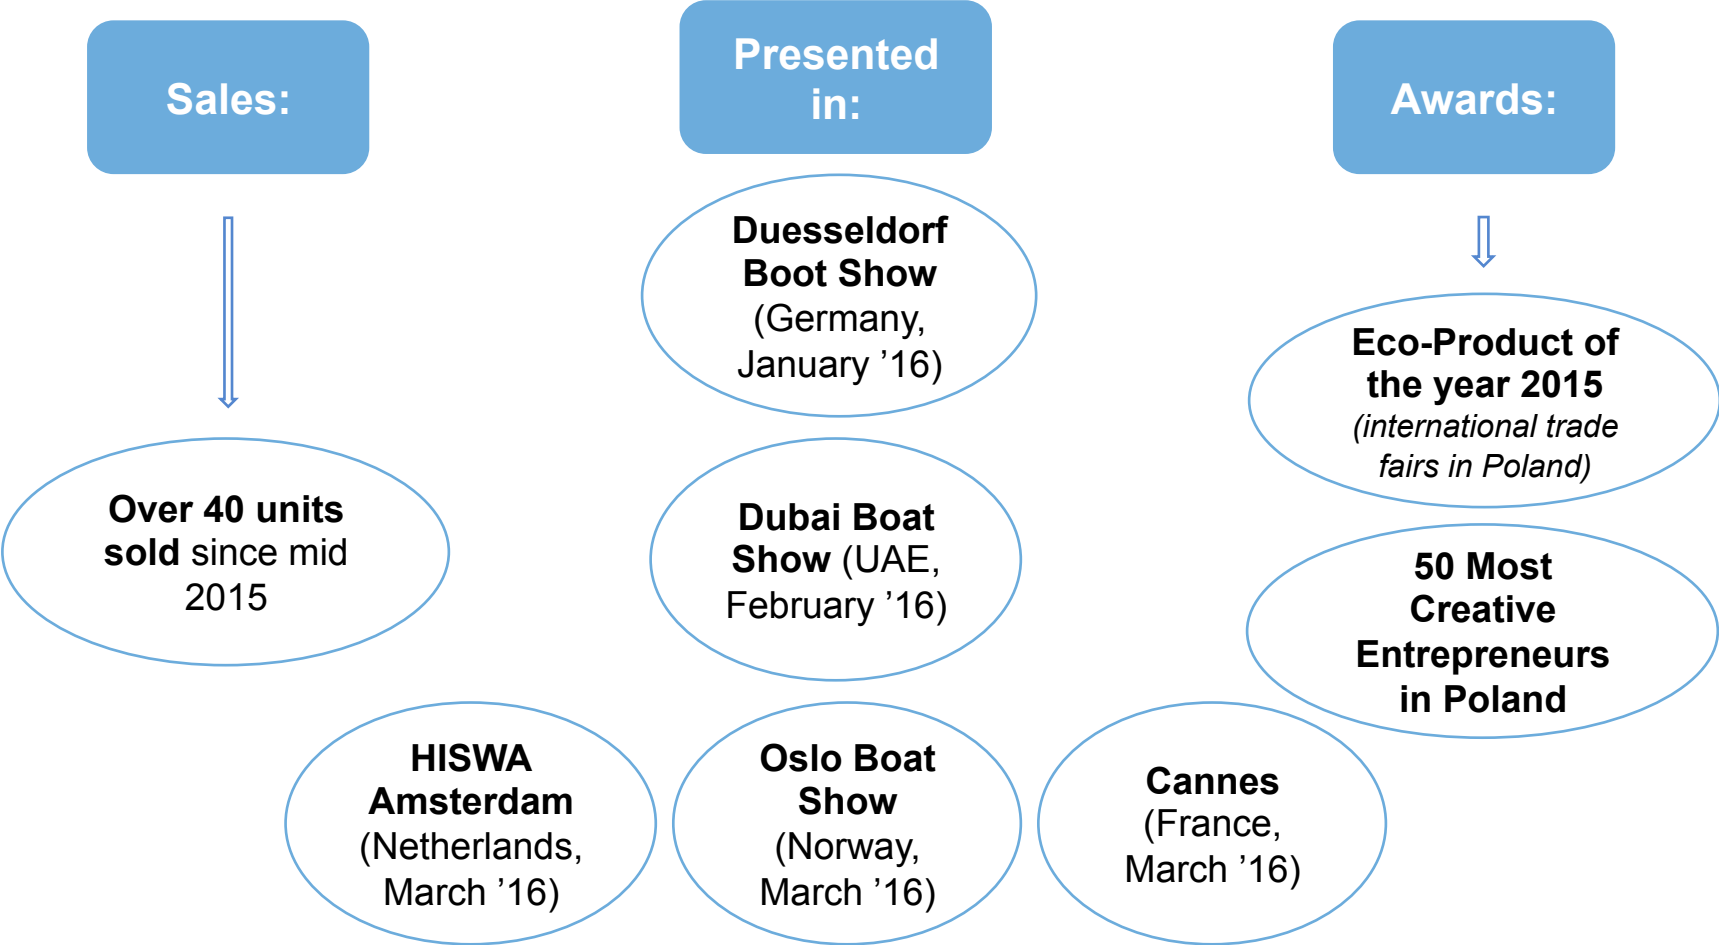 Sales:
Over 40 units
sold since mid
2015
Presented
in:
Duesseldorf
Boot Show
(Germany,
January ’16)
Dubai Boat
Show (UAE,
February ’16)
HISWA
Amsterdam
(Netherlands,
March ’16)
Oslo Boat
Show
(Norway,
March ’16)
Cannes
(France,
March ’16)
Awards:
Eco-Product of
the year 2015
(international trade
fairs in Poland)
50 Most
Creative
Entrepreneurs
in Poland